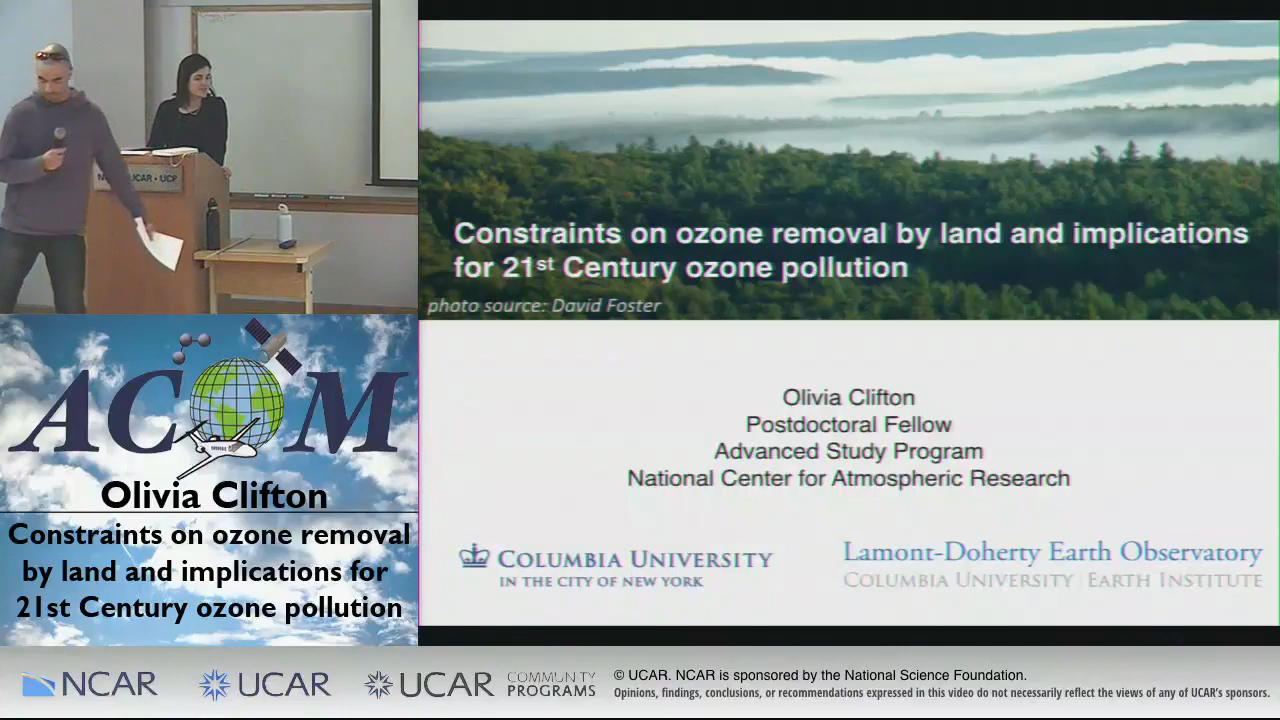 UCAR • UCP
Constraints on ozone removal by land and implications
for 21st Century ozone pollution
photo source: David Foster
Olivia Clifton
Postdoctoral Fellow
Advanced Study Program
National Center for Atmospheric Research
COLUMBIA UNIVERSITY
IN THE CITY OF NEW YORK
Lamont-Doherty Earth Observatory
COLUMBIA UNIVERSITY | EARTH INSTITUTE
ACOM
Olivia Clifton
Constraints on ozone removal
by land and implications for
21st Century ozone pollution
NCAR
UCAR
UCAR
COMMUNITY
PROGRAMS
© UCAR. NCAR is sponsored by the National Science Foundation.
Opinions, findings, conclusions, or recommendations expressed in this video do not necessarily reflect the views of any of UCAR's sponsors.